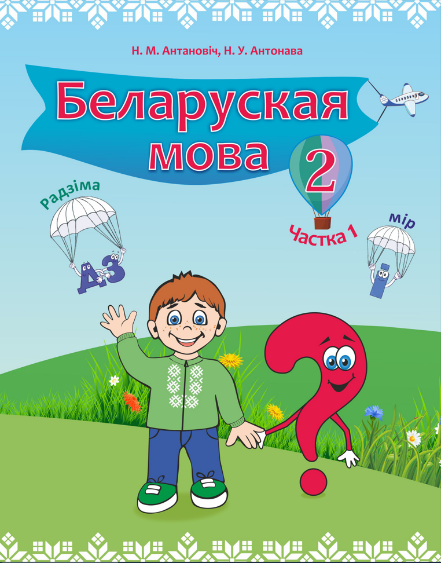 Н. М. Антановіч, Н. У. Антонава
Беларуская
мова
2
Частка 1
Радзіма
дз
мір
і
?